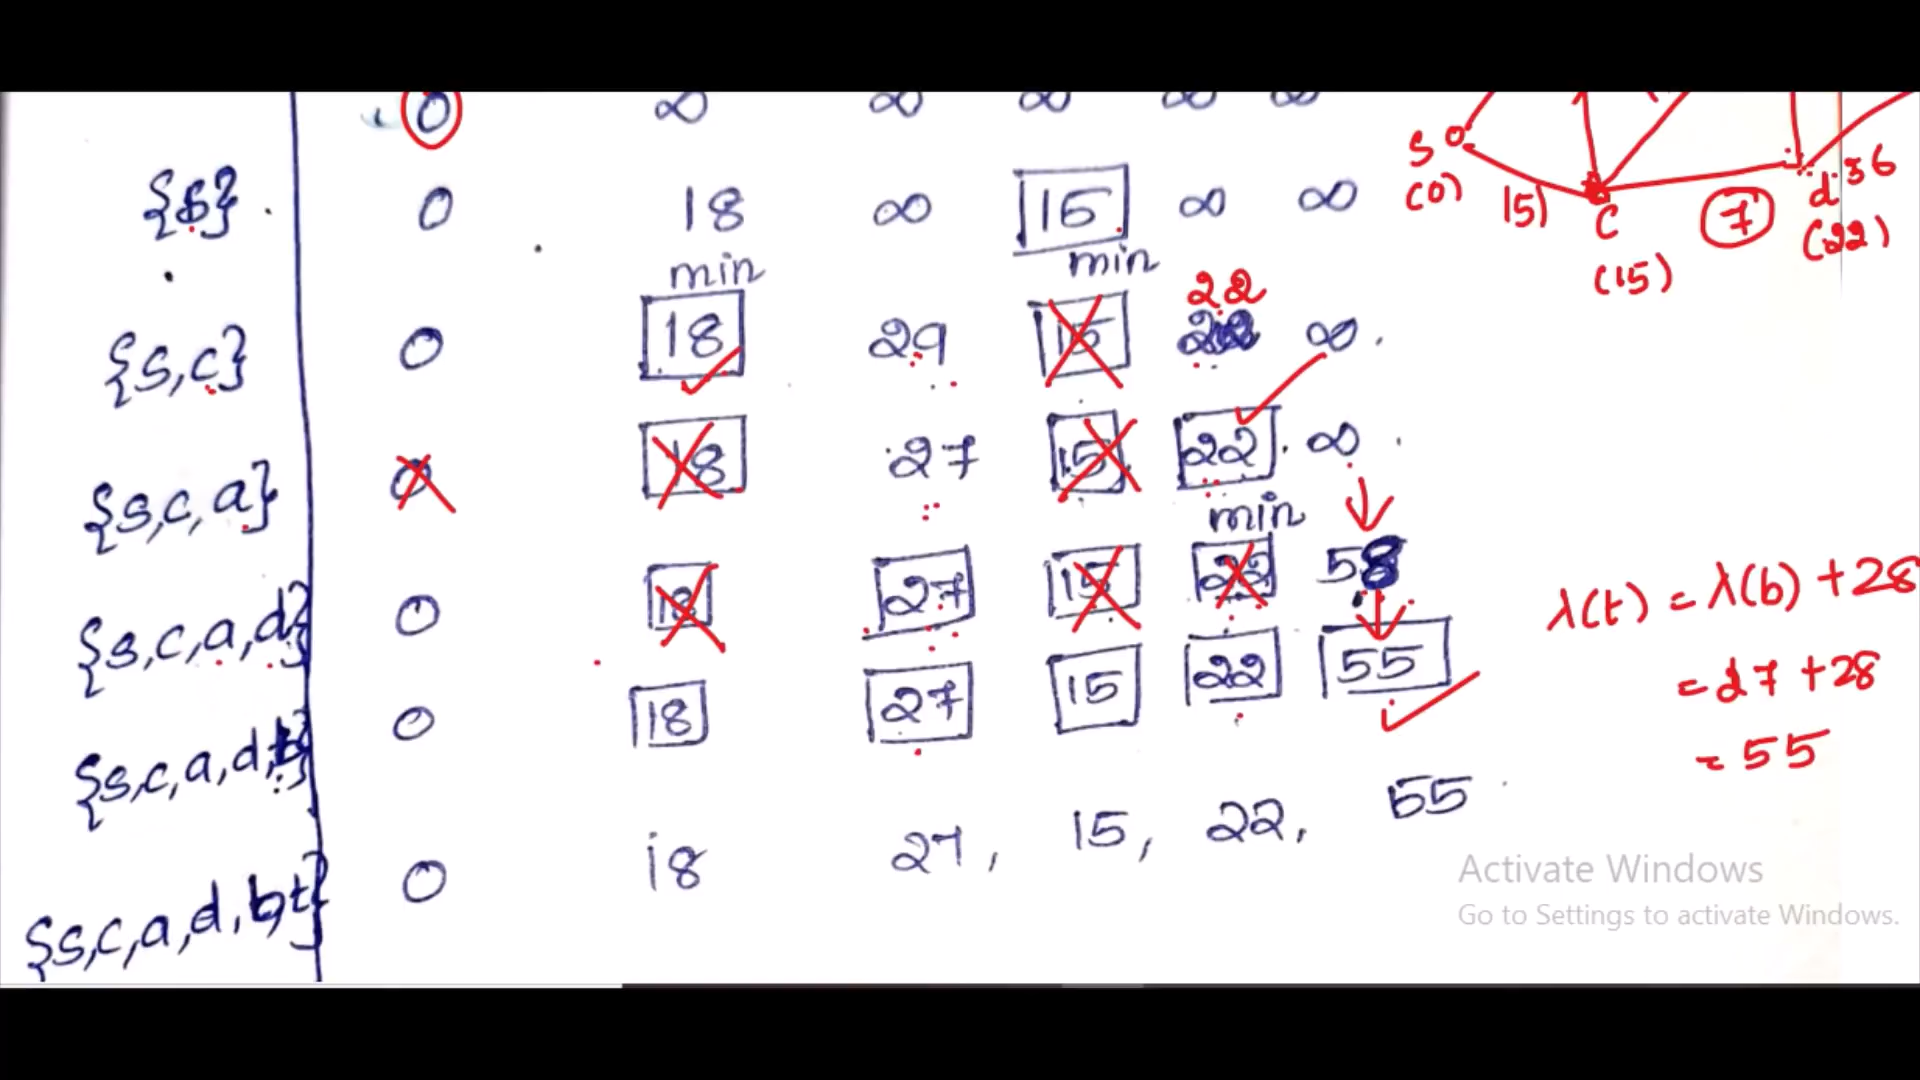 0 ∞ ∞ ∞ ∞ ∞
{s} 0 18 ∞ 15 ∞ ∞
min min
22
{s,c} 0 18 29 15 22 ∞
{s,c,a} 0 18 27 15 22 ∞
min
{s,c,a,d} 0 18 27 15 22 58
{s,c,a,d,b} 0 18 27 15 22 55
{s,c,a,d,b,t} 0 18 27, 15, 22, 55
s
(0)
15)
C
(15)
7
d
36
(22)
λ(t) = λ(b) + 28
= 27 + 28
= 55
Activate Windows
Go to Settings to activate Windows.